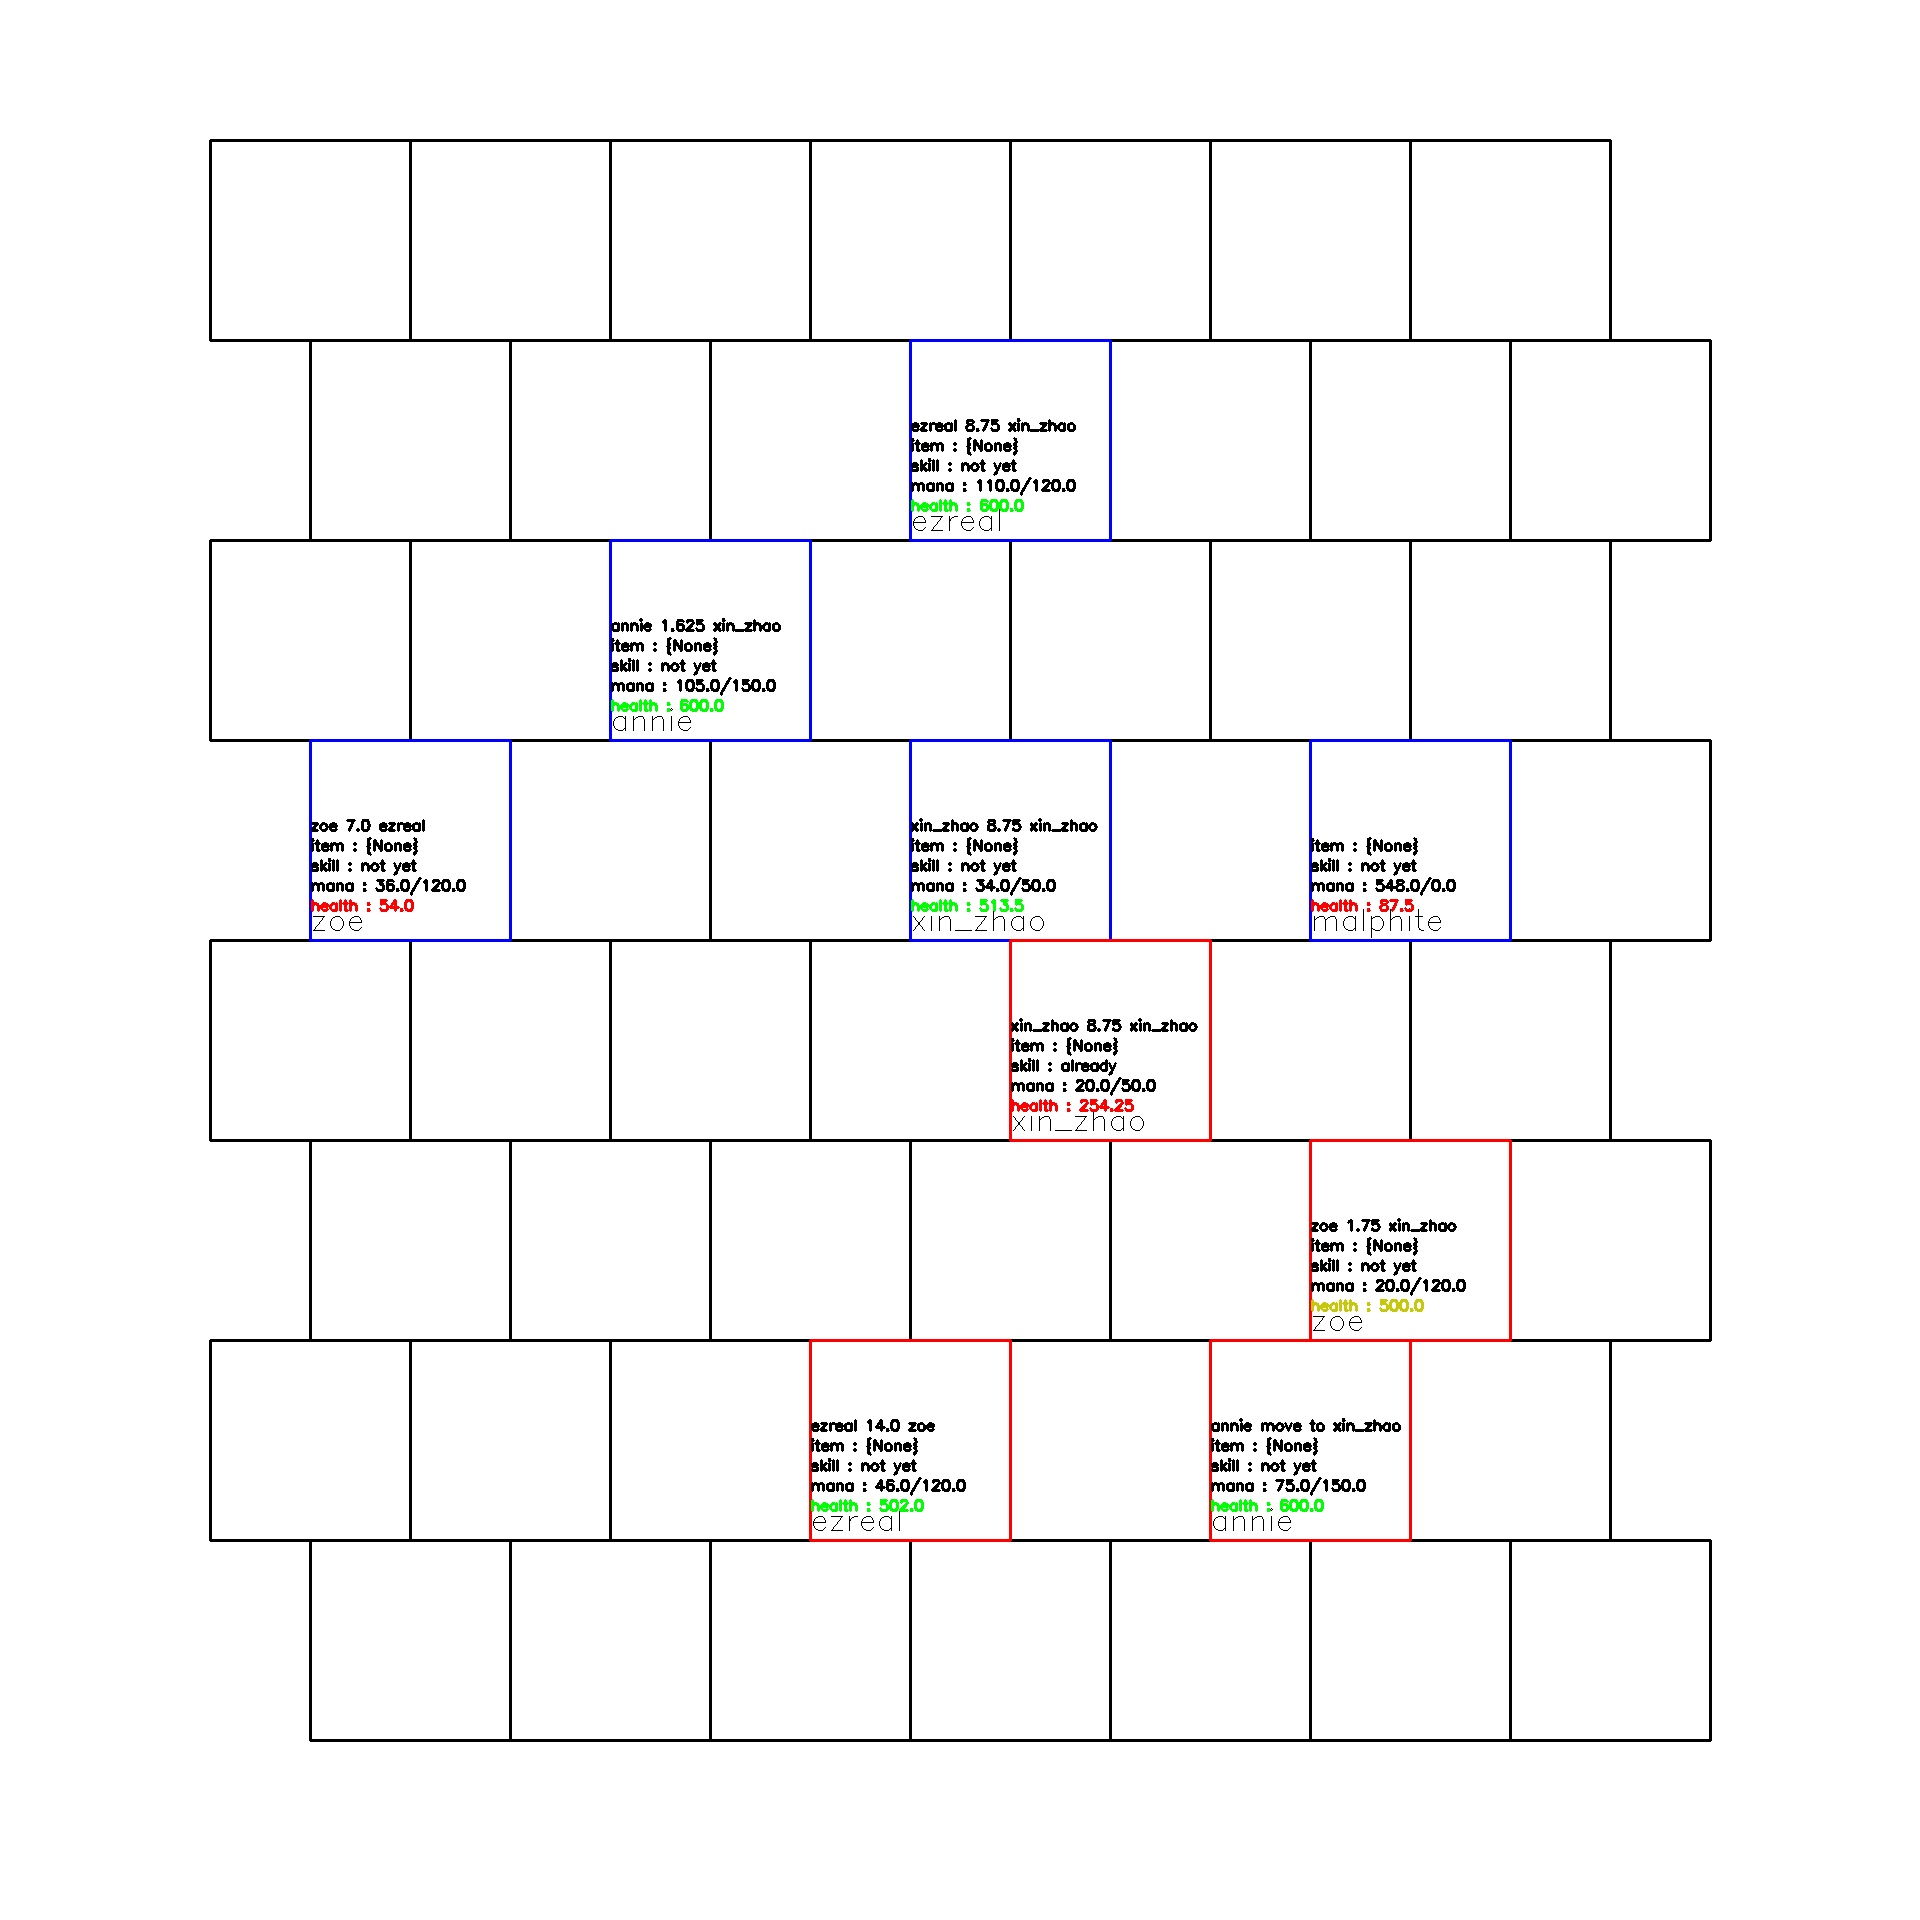 ezreal 8.75 xin_zhao
item : {None}
skill : not yet
mana : 110.0/120.0
health : 600.0
ezreal
annie 1.625 xin_zhao
item : {None}
skill : not yet
mana : 105.0/150.0
health : 600.0
annie
zoe 7.0 ezreal
item : {None}
skill : not yet
mana : 36.0/120.0
health : 54.0
zoe
xin_zhao 8.75 xin_zhao
item : {None}
skill : not yet
mana : 34.0/50.0
health : 513.5
xin_zhao
item : {None}
skill : not yet
mana : 548.0/0.0
health : 87.5
malphite
xin_zhao 8.75 xin_zhao
item : {None}
skill : already
mana : 20.0/50.0
health : 254.25
xin_zhao
zoe 1.75 xin_zhao
item : {None}
skill : not yet
mana : 20.0/120.0
health : 500.0
zoe
ezreal 14.0 zoe
item : {None}
skill : not yet
mana : 46.0/120.0
health : 502.0
ezreal
annie move to xin_zhao
item : {None}
skill : not yet
mana : 75.0/150.0
health : 600.0
annie